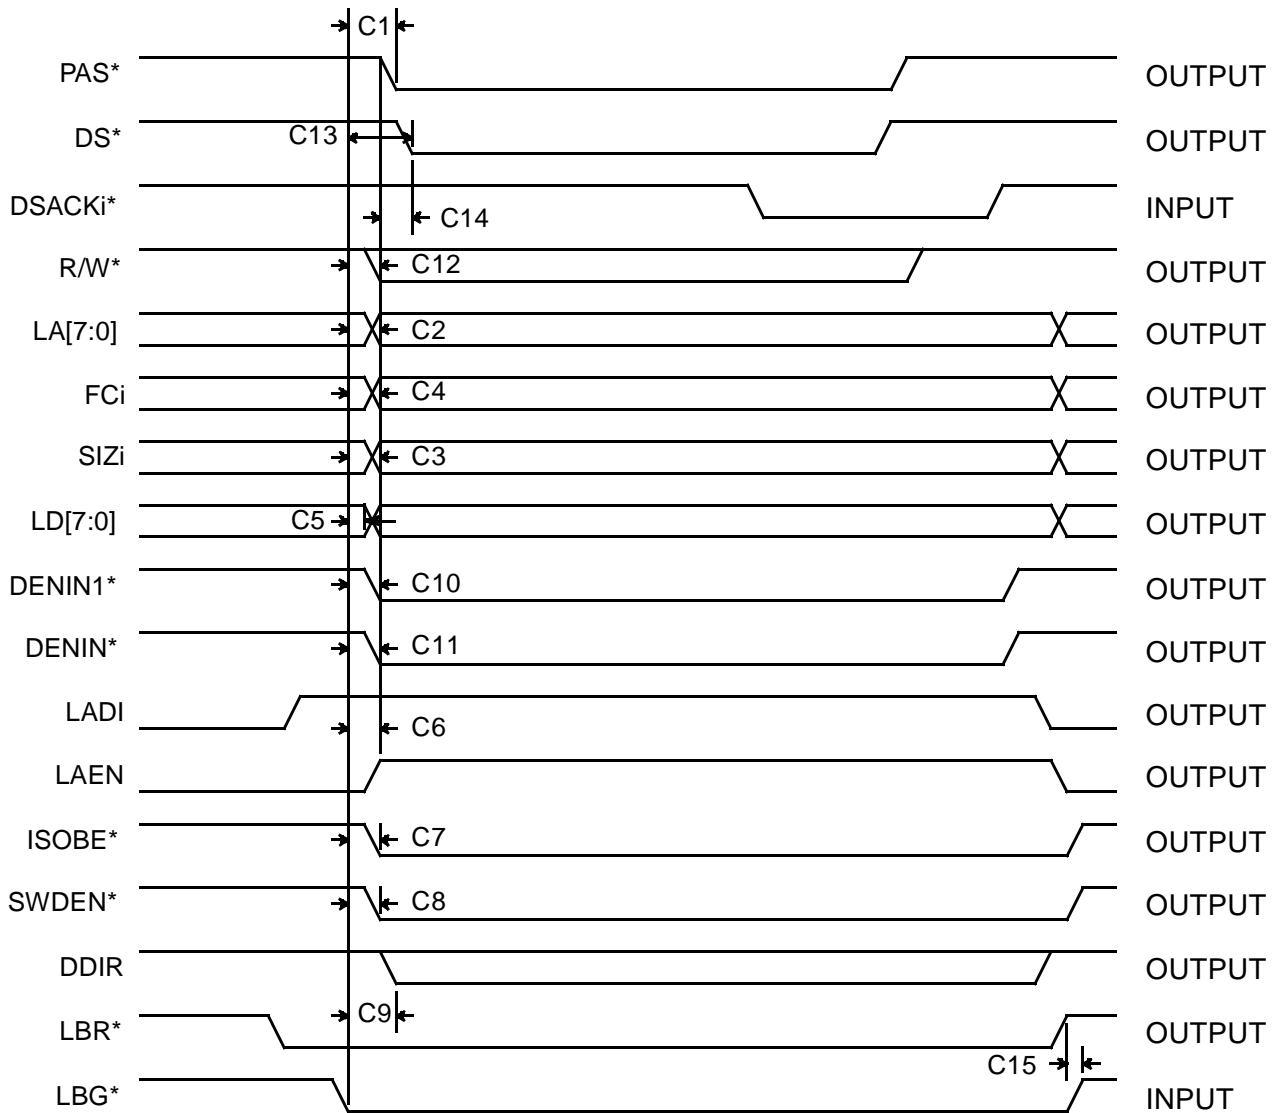 C1
PAS* OUTPUT
DS* C13 OUTPUT
DSACKi* C14 INPUT
R/W* C12 OUTPUT
LA[7:0] C2 OUTPUT
FCi C4 OUTPUT
SIZi C3 OUTPUT
LD[7:0] C5 OUTPUT
DENIN1* C10 OUTPUT
DENIN* C11 OUTPUT
LADI C6 OUTPUT
LAEN OUTPUT
ISOBE* C7 OUTPUT
SWDEN* C8 OUTPUT
DDIR OUTPUT
C9
LBR* OUTPUT
C15
LBG* INPUT